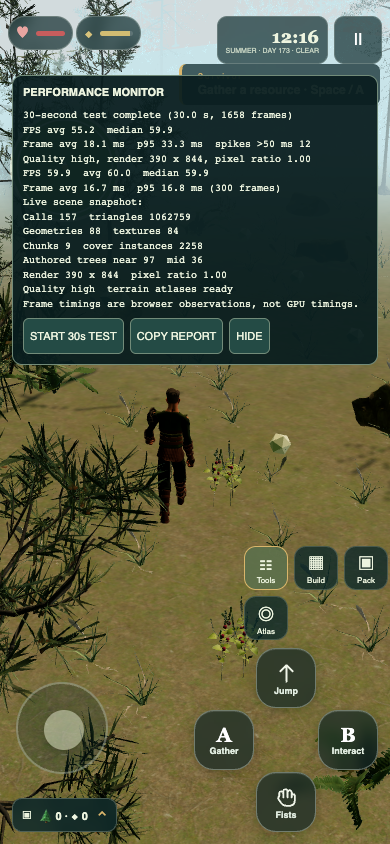 12:16
SUMMER · DAY 173 · CLEAR
Gather a resource · Space / A
PERFORMANCE MONITOR
30-second test complete (30.0 s, 1658 frames)
FPS avg 55.2 median 59.9
Frame avg 18.1 ms p95 33.3 ms spikes >50 ms 12
Quality high, render 390 x 844, pixel ratio 1.00
FPS 59.9 avg 60.0 median 59.9
Frame avg 16.7 ms p95 16.8 ms (300 frames)
Live scene snapshot:
Calls 157 triangles 1062759
Geometries 88 textures 84
Chunks 9 cover instances 2258
Authored trees near 97 mid 36
Render 390 x 844 pixel ratio 1.00
Quality high terrain atlases ready
Frame timings are browser observations, not GPU timings.
START 30s TEST COPY REPORT HIDE
Tools Build Pack
Atlas
Jump
A B
Gather Interact
Fists
0 · ◆ 0